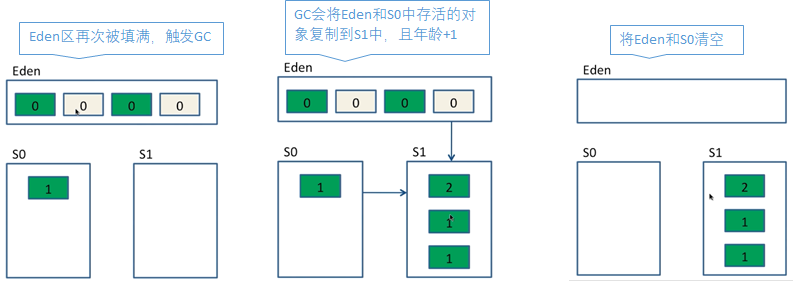 Eden区再次被填满，触发GC
Eden
0 0 0 0
S0 S1
1
GC会将Eden和S0中存活的对
象复制到S1中，且年龄+1
Eden
0 0 0 0
S0 S1
1 2
1
1
将Eden和S0清空
Eden
S0 S1
2
1
1